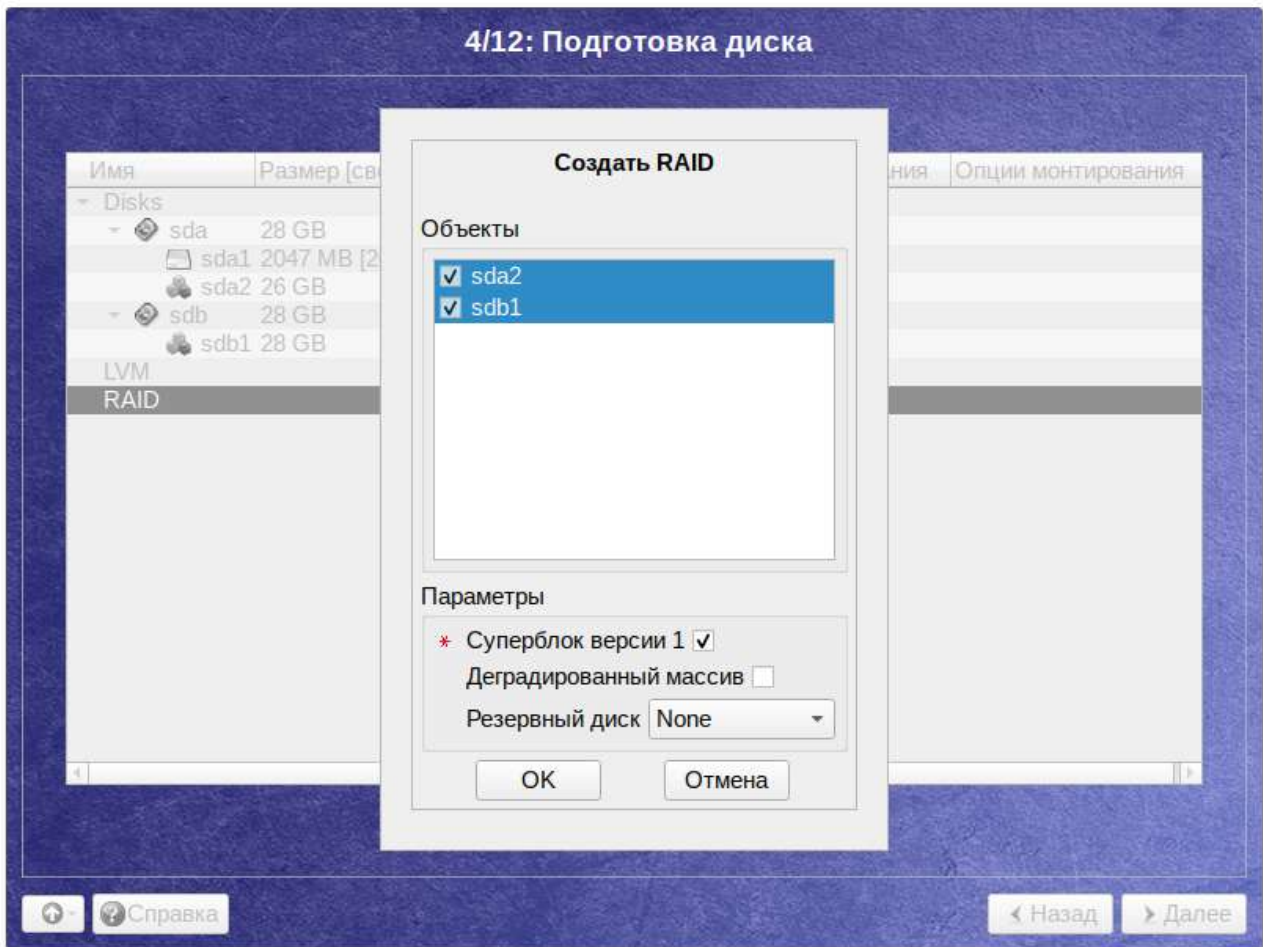 4/12: Подготовка диска
Создать RAID
Имя Размер [св ния Опции монтирования
Disks
sda 28 GB
sda1 2047 MB [2
sda2 26 GB
sdb 28 GB
sdb1 28 GB
LVM
RAID
Объекты
sda2
sdb1
Параметры
* Суперблок версии 1
Деградированный массив
Резервный диск None
OK Отмена
Справка Назад Далее